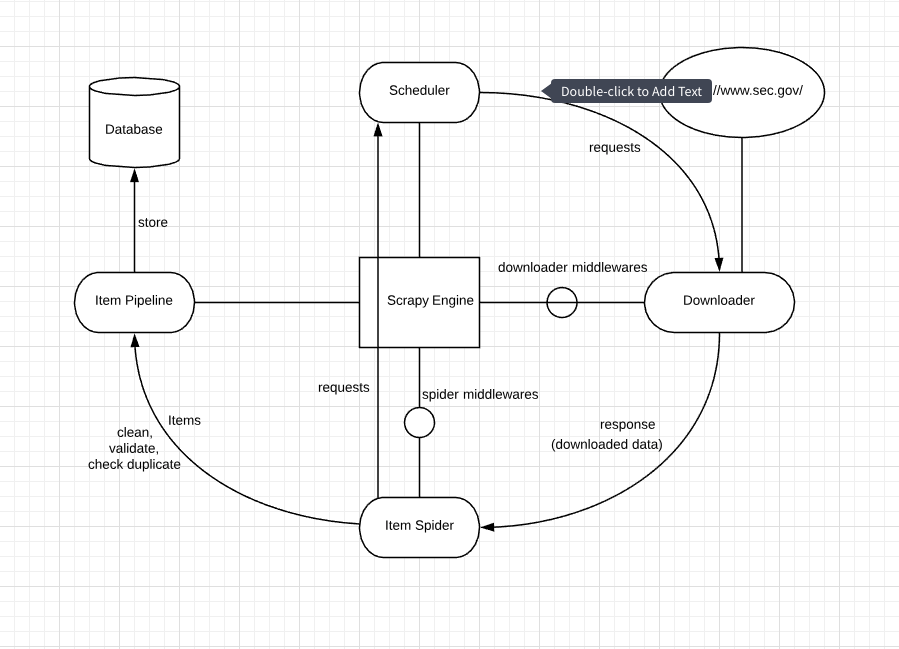 Scheduler
Double-click to Add Text
//www.sec.gov/
Database
requests
store
downloader middlewares
Item Pipeline
Scrapy Engine
Downloader
requests
spider middlewares
Items
clean,
validate,
check duplicate
response
(downloaded data)
Item Spider